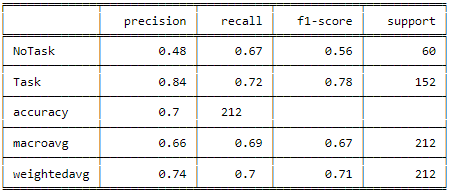 precision recall f1-score support
NoTask 0.48 0.67 0.56 60
Task 0.84 0.72 0.78 152
accuracy 0.7 212
macroavg 0.66 0.69 0.67 212
weightedavg 0.74 0.7 0.71 212